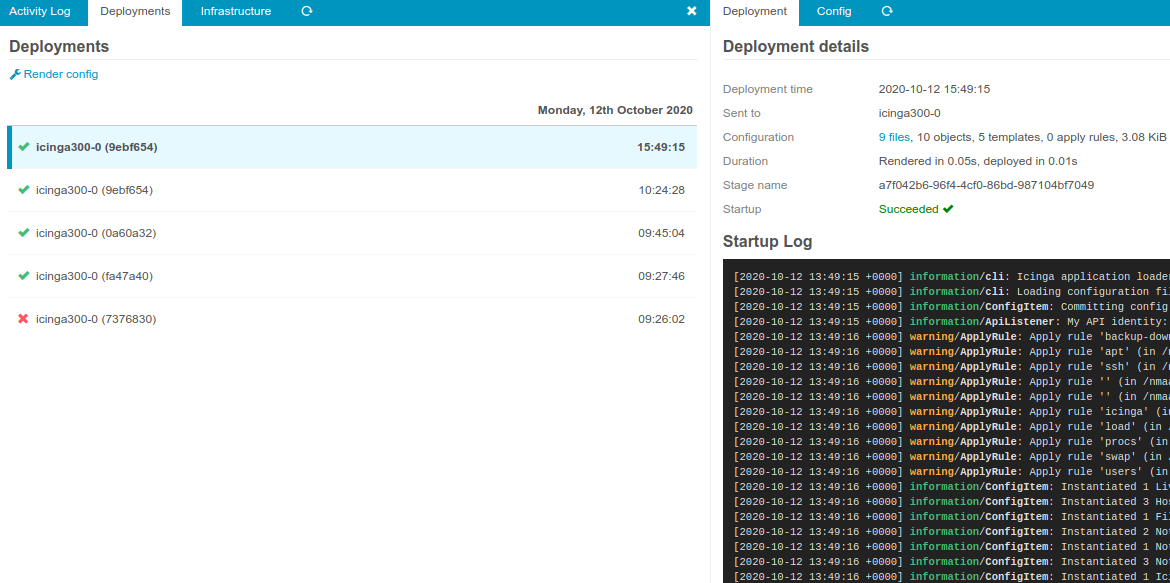 Activity Log Deployments Infrastructure
Deployments
Render config
Monday, 12th October 2020
icinga300-0 (9ebf654) 15:49:15
icinga300-0 (9ebf654) 10:24:28
icinga300-0 (0a60a32) 09:45:04
icinga300-0 (fa47a40) 09:27:46
icinga300-0 (7376830) 09:26:02
Deployment Config
Deployment details
Deployment time 2020-10-12 15:49:15
Sent to icinga300-0
Configuration 9 files, 10 objects, 5 templates, 0 apply rules, 3.08 KiB
Duration Rendered in 0.05s, deployed in 0.01s
Stage name a7f042b6-96f4-4cf0-86bd-987104bf7049
Startup Succeeded
Startup Log
[2020-10-12 13:49:15 +0000] information/cli: Icinga application loade
[2020-10-12 13:49:15 +0000] information/cli: Loading configuration fi
[2020-10-12 13:49:15 +0000] information/ConfigItem: Committing config
[2020-10-12 13:49:15 +0000] information/ApiListener: My API identity:
[2020-10-12 13:49:16 +0000] warning/ApplyRule: Apply rule 'backup-dow
[2020-10-12 13:49:16 +0000] warning/ApplyRule: Apply rule 'apt' (in /
[2020-10-12 13:49:16 +0000] warning/ApplyRule: Apply rule 'ssh' (in /
[2020-10-12 13:49:16 +0000] warning/ApplyRule: Apply rule '' (in /nma
[2020-10-12 13:49:16 +0000] warning/ApplyRule: Apply rule '' (in /nma
[2020-10-12 13:49:16 +0000] warning/ApplyRule: Apply rule 'icinga' (i
[2020-10-12 13:49:16 +0000] warning/ApplyRule: Apply rule 'load' (in
[2020-10-12 13:49:16 +0000] warning/ApplyRule: Apply rule 'procs' (in
[2020-10-12 13:49:16 +0000] warning/ApplyRule: Apply rule 'swap' (in
[2020-10-12 13:49:16 +0000] warning/ApplyRule: Apply rule 'users' (in
[2020-10-12 13:49:16 +0000] information/ConfigItem: Instantiated 1 Li
[2020-10-12 13:49:16 +0000] information/ConfigItem: Instantiated 3 Ho
[2020-10-12 13:49:16 +0000] information/ConfigItem: Instantiated 1 Fi
[2020-10-12 13:49:16 +0000] information/ConfigItem: Instantiated 2 No
[2020-10-12 13:49:16 +0000] information/ConfigItem: Instantiated 1 No
[2020-10-12 13:49:16 +0000] information/ConfigItem: Instantiated 3 No
[2020-10-12 13:49:16 +0000] information/ConfigItem: Instantiated 1 Ic